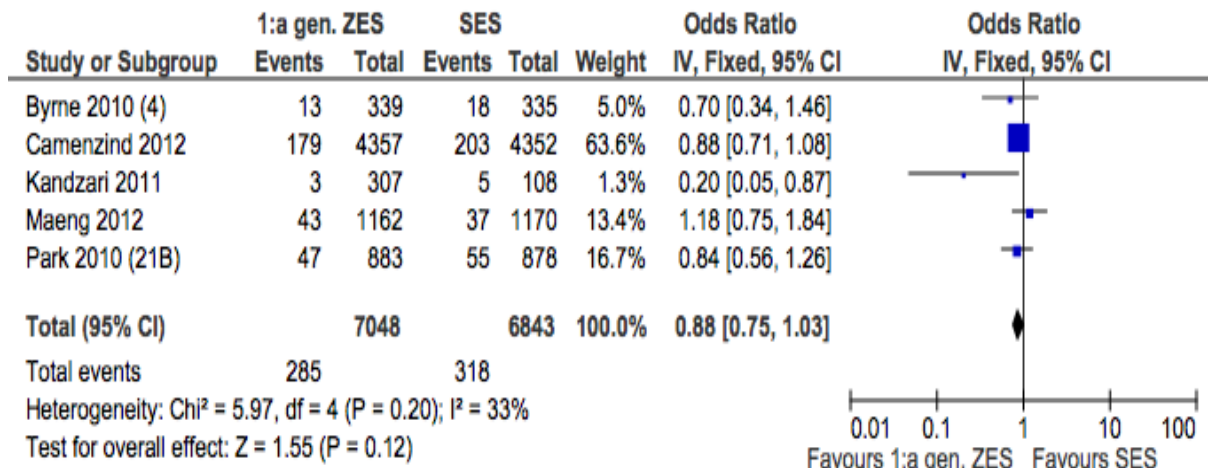 1:a gen. ZES SES Odds Ratio Odds Ratio
Study or Subgroup Events Total Events Total Weight IV, Fixed, 95% CI IV, Fixed, 95% CI
Byrne 2010 (4) 13 339 18 335 5.0% 0.70 [0.34, 1.46]
Camenzind 2012 179 4357 203 4352 63.6% 0.88 [0.71, 1.08]
Kandzari 2011 3 307 5 108 1.3% 0.20 [0.05, 0.87]
Maeng 2012 43 1162 37 1170 13.4% 1.18 [0.75, 1.84]
Park 2010 (21B) 47 883 55 878 16.7% 0.84 [0.56, 1.26]
Total (95% CI) 7048 6843 100.0% 0.88 [0.75, 1.03]
Total events 285 318
Heterogeneity: Chi² = 5.97, df = 4 (P = 0.20); I² = 33%
Test for overall effect: Z = 1.55 (P = 0.12)
0.01 0.1 1 10 100
Favours 1:a gen. ZES Favours SES